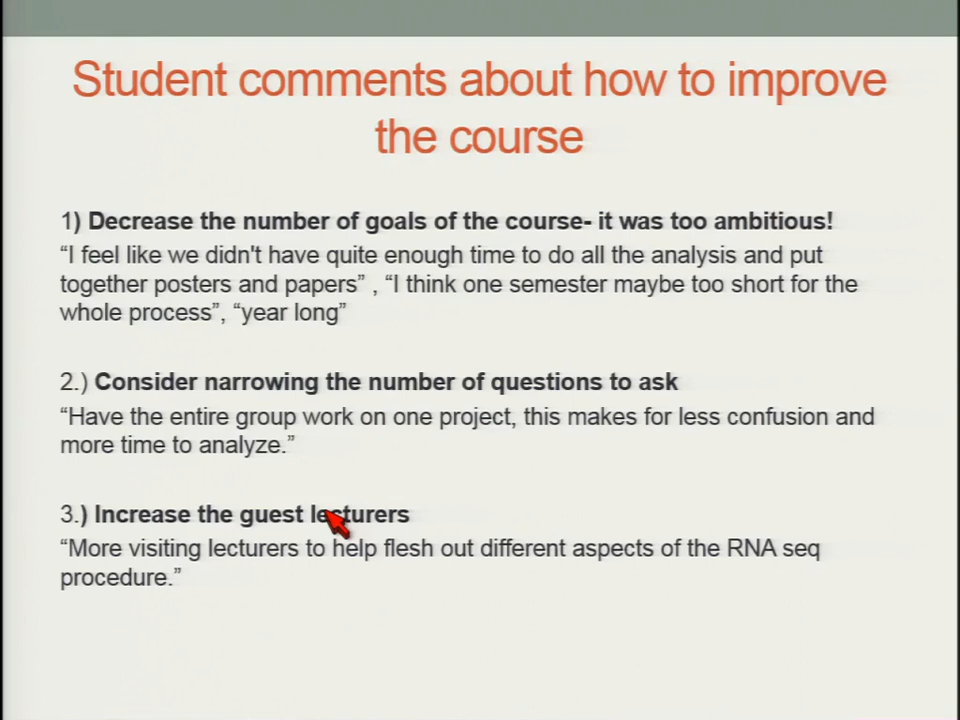 Student comments about how to improve
the course
1) Decrease the number of goals of the course- it was too ambitious!
“I feel like we didn't have quite enough time to do all the analysis and put
together posters and papers” , “I think one semester maybe too short for the
whole process”, “year long”
2.) Consider narrowing the number of questions to ask
“Have the entire group work on one project, this makes for less confusion and
more time to analyze.”
3.) Increase the guest lecturers
“More visiting lecturers to help flesh out different aspects of the RNA seq
procedure.”